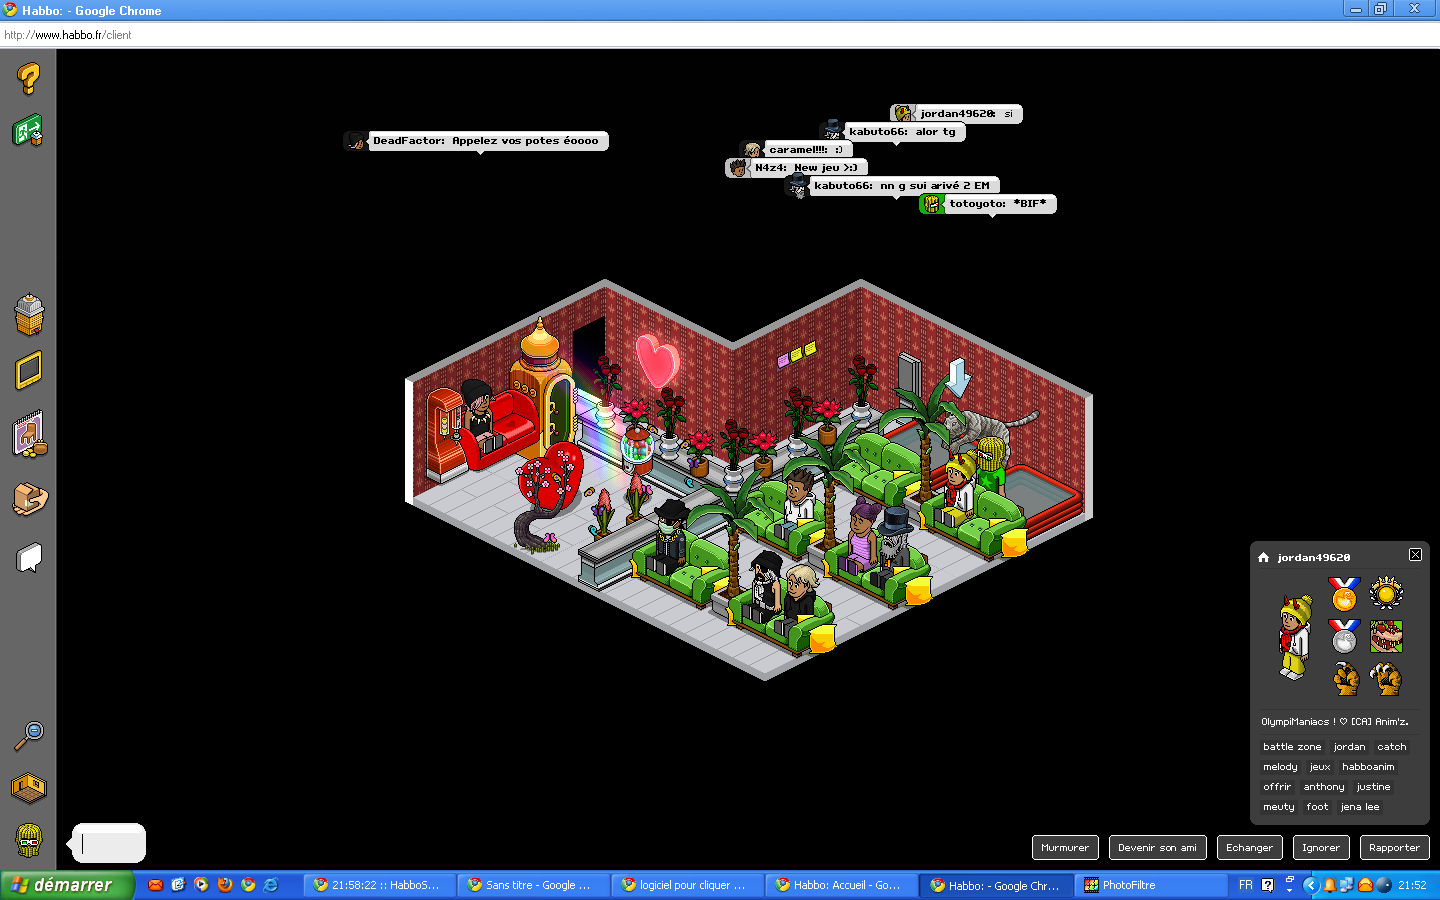 Habbo: - Google Chrome
http://www.habbo.fr/client
jordan49620: si
kabuto66: alor tg
DeadFactor: Appelez vos potes éoooo
caramel!!!: :)
N4z4: New jeu >:)
kabuto66: nn g sui arivé 2 EM
totoyoto: *BIF*
jordan49620
OlympiManiacs ! ♡ [CA] Anim'z.
battle zone jordan catch
melody jeux habboanim
offrir anthony justine
meuty foot jena lee
Murmurer Devenir son ami Echanger Ignorer Rapporter
démarrer 21:58:22 :: HabboS... Sans titre - Google ... logiciel pour cliquer ... Habbo: Accueil - Go... Habbo: - Google Chr... PhotoFiltre FR 21:52